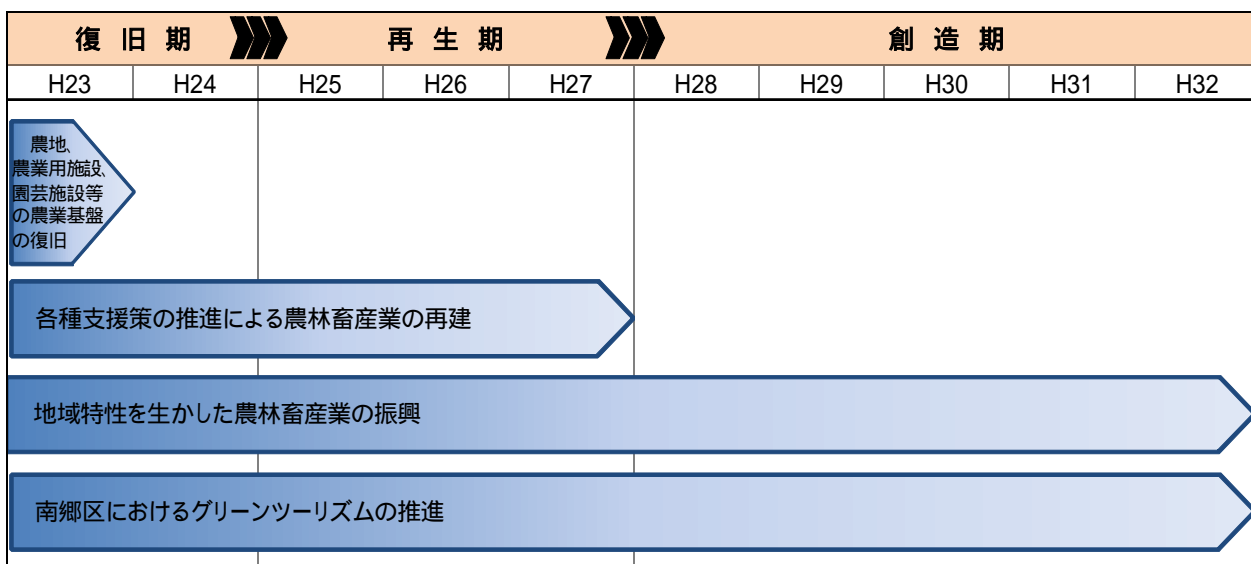 復旧期 再生期 創造期
H23 H24 H25 H26 H27 H28 H29 H30 H31 H32
農地、
農業用施設、
園芸施設等
の農業基盤
の復旧
各種支援策の推進による農林畜産業の再建
地域特性を生かした農林畜産業の振興
南郷区におけるグリーンツーリズムの推進